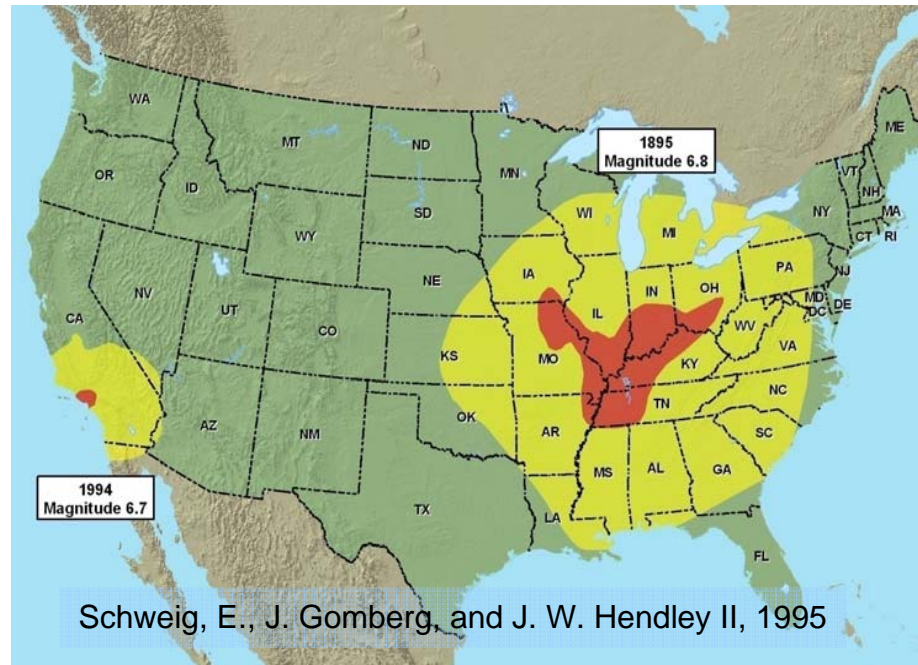 WA
MT
ND
MN
ME
OR
ID
SD
WI
MI
VT
NH
NY
MA
CT
RI
WY
1895
Magnitude 6.8
NE
IA
IL
IN
OH
PA
NJ
MD
DE
DC
NV
UT
CO
CA
KS
MO
KY
WV
VA
AZ
NM
OK
AR
TN
NC
SC
MS
AL
GA
TX
LA
FL
1994
Magnitude 6.7
Schweig, E., J. Gomberg, and J. W. Hendley II, 1995